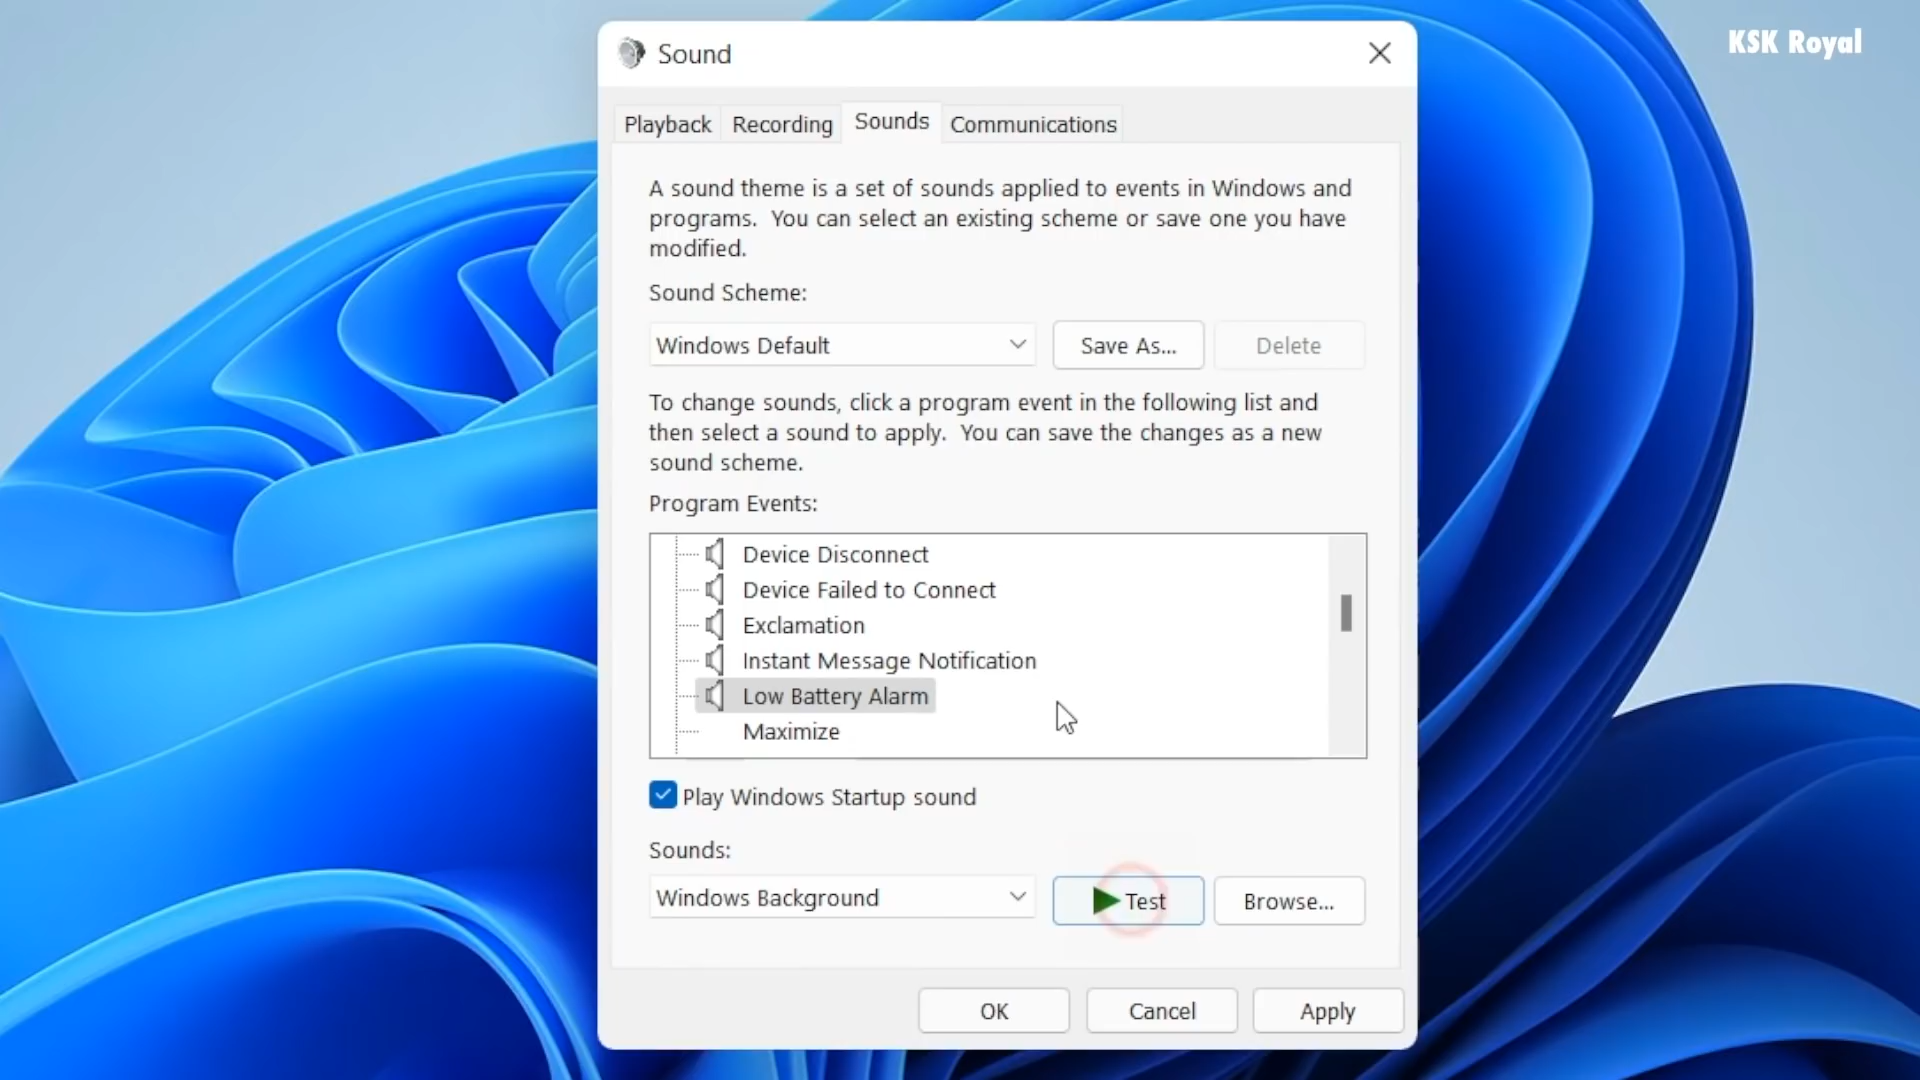 KSK Royal
Sound
Playback Recording Sounds Communications
A sound theme is a set of sounds applied to events in Windows and
programs. You can select an existing scheme or save one you have
modified.
Sound Scheme:
Windows Default Save As... Delete
To change sounds, click a program event in the following list and
then select a sound to apply. You can save the changes as a new
sound scheme.
Program Events:
Device Disconnect
Device Failed to Connect
Exclamation
Instant Message Notification
Low Battery Alarm
Maximize
Play Windows Startup sound
Sounds:
Windows Background Test Browse...
OK Cancel Apply